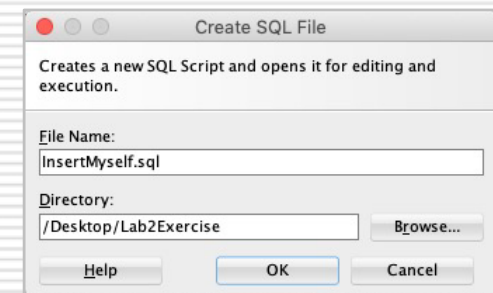 Create SQL File
Creates a new SQL Script and opens it for editing and
execution.
File Name:
InsertMyself.sql
Directory:
/Desktop/Lab2Exercise
Browse...
Help
OK
Cancel